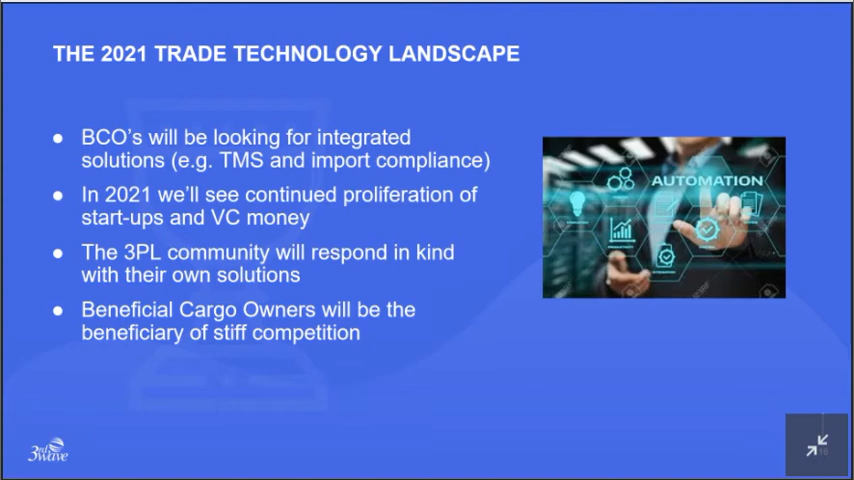 THE 2021 TRADE TECHNOLOGY LANDSCAPE
● BCO's will be looking for integrated
solutions (e.g. TMS and import compliance)
● In 2021 we'll see continued proliferation of
start-ups and VC money
● The 3PL community will respond in kind
with their own solutions
● Beneficial Cargo Owners will be the
beneficiary of stiff competition
AUTOMATION
3rd
wave